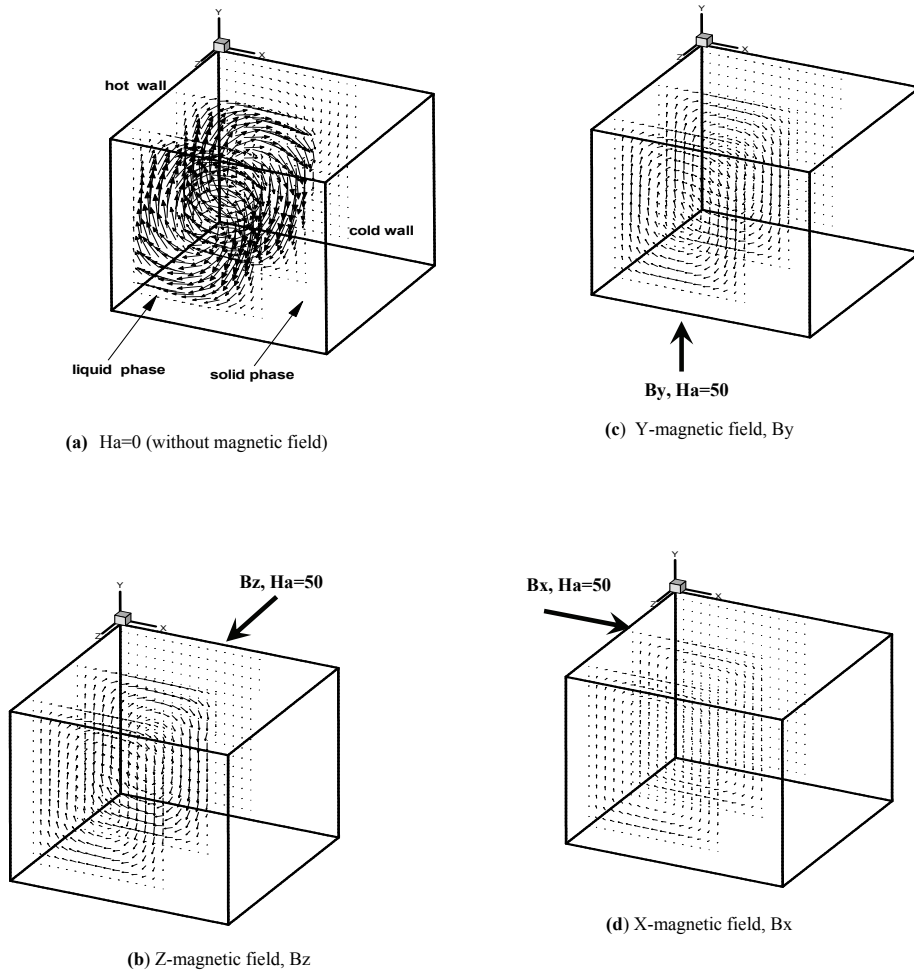 Y
X
Z
hot wall
cold wall
liquid phase
solid phase
(a) Ha=0 (without magnetic field)
Y
X
Z
By, Ha=50
(c) Y-magnetic field, By
Bz, Ha=50
Y
X
Z
(b) Z-magnetic field, Bz
Bx, Ha=50
Y
X
Z
(d) X-magnetic field, Bx